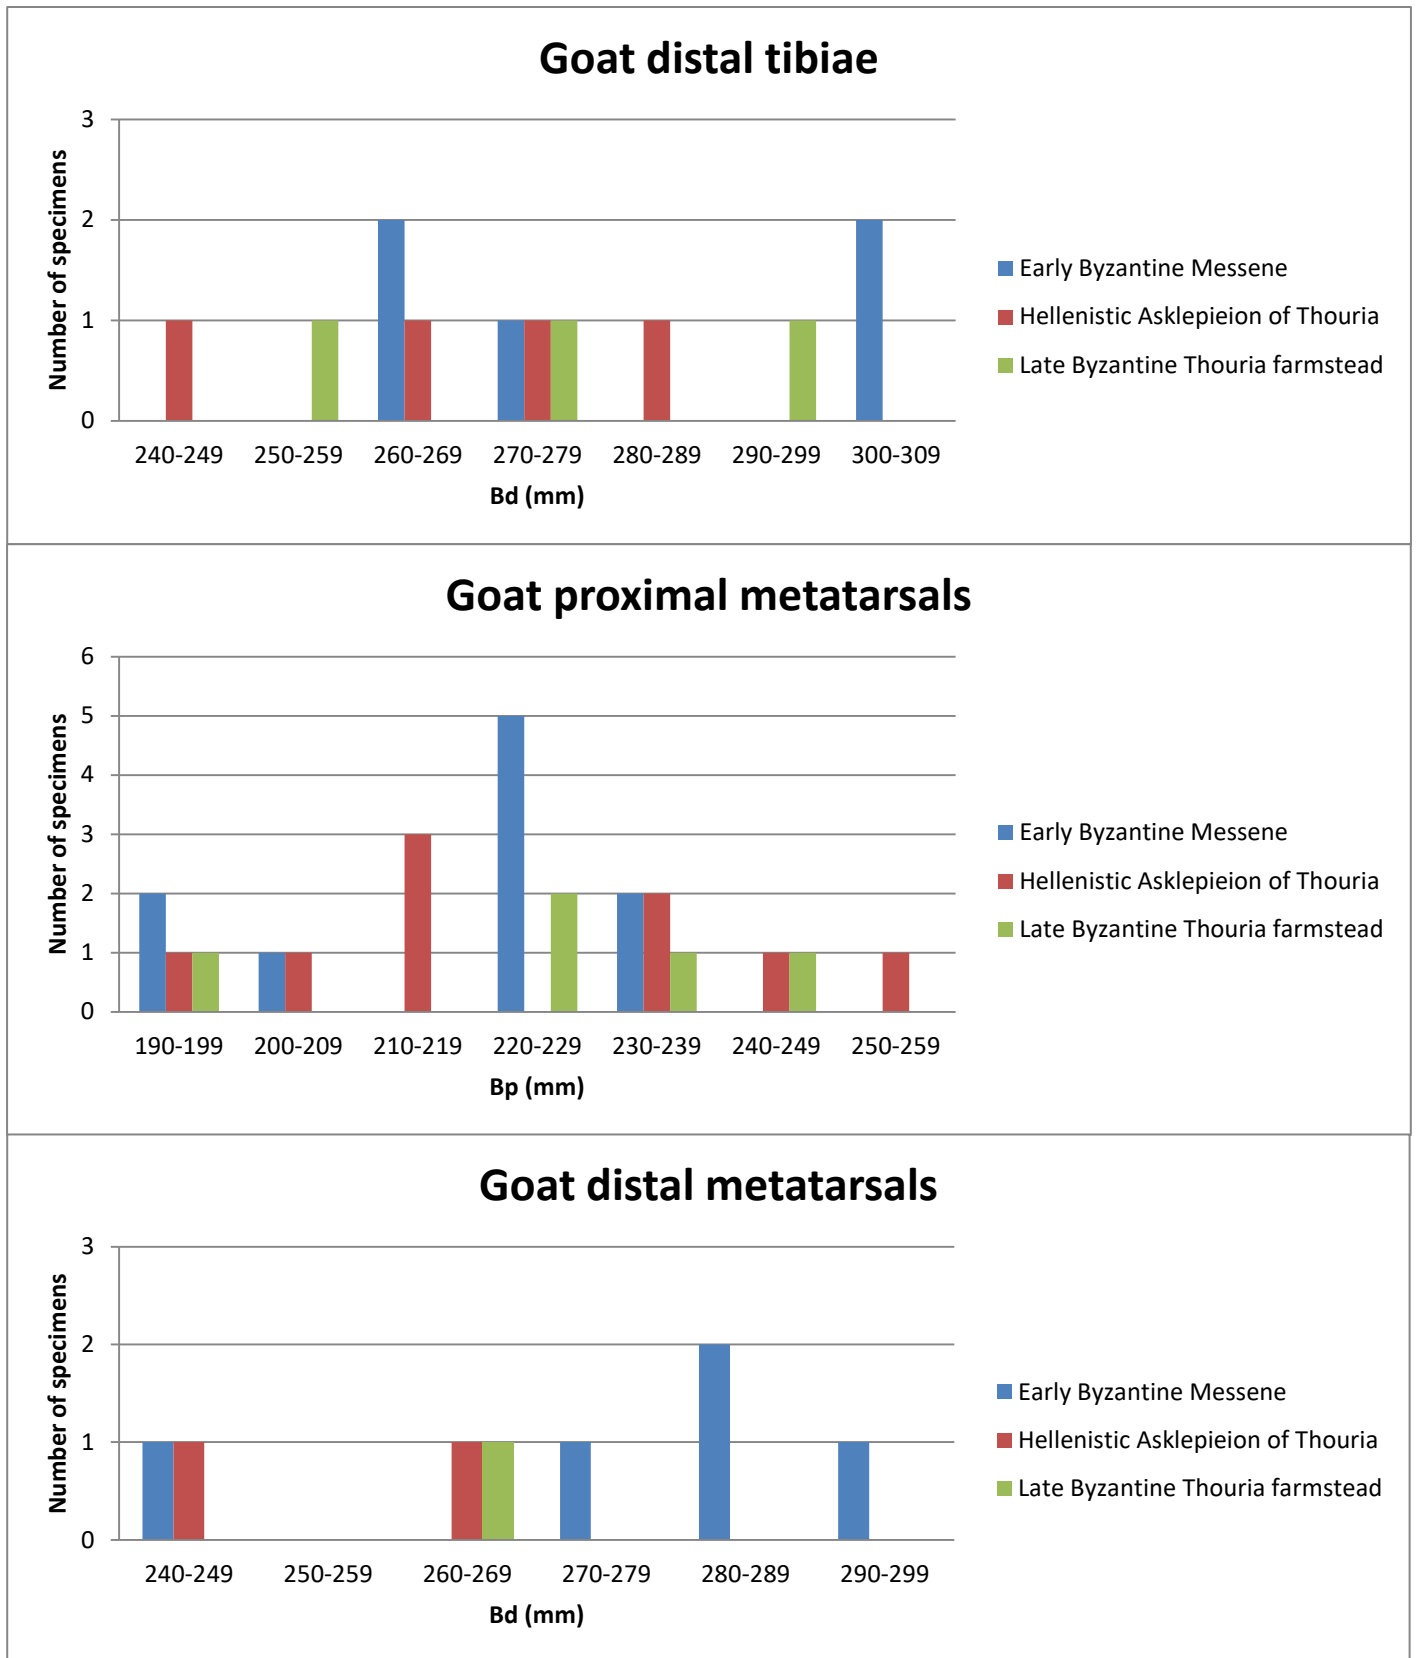 Goat distal tibiae
Number of specimens
3
2
1
0
240-249 250-259 260-269 270-279 280-289 290-299 300-309
Bd (mm)
Early Byzantine Messene
Hellenistic Asklepieion of Thouria
Late Byzantine Thouria farmstead
Goat proximal metatarsals
Number of specimens
6
5
4
3
2
1
0
190-199 200-209 210-219 220-229 230-239 240-249 250-259
Bp (mm)
Early Byzantine Messene
Hellenistic Asklepieion of Thouria
Late Byzantine Thouria farmstead
Goat distal metatarsals
Number of specimens
3
2
1
0
240-249 250-259 260-269 270-279 280-289 290-299
Bd (mm)
Early Byzantine Messene
Hellenistic Asklepieion of Thouria
Late Byzantine Thouria farmstead